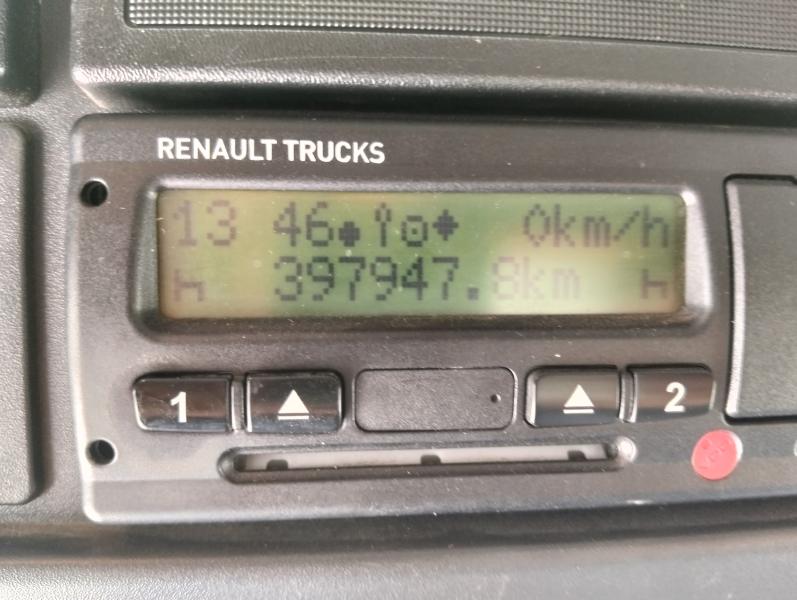 RENAULT TRUCKS
13 46 0km/h
397947.8km
1
2